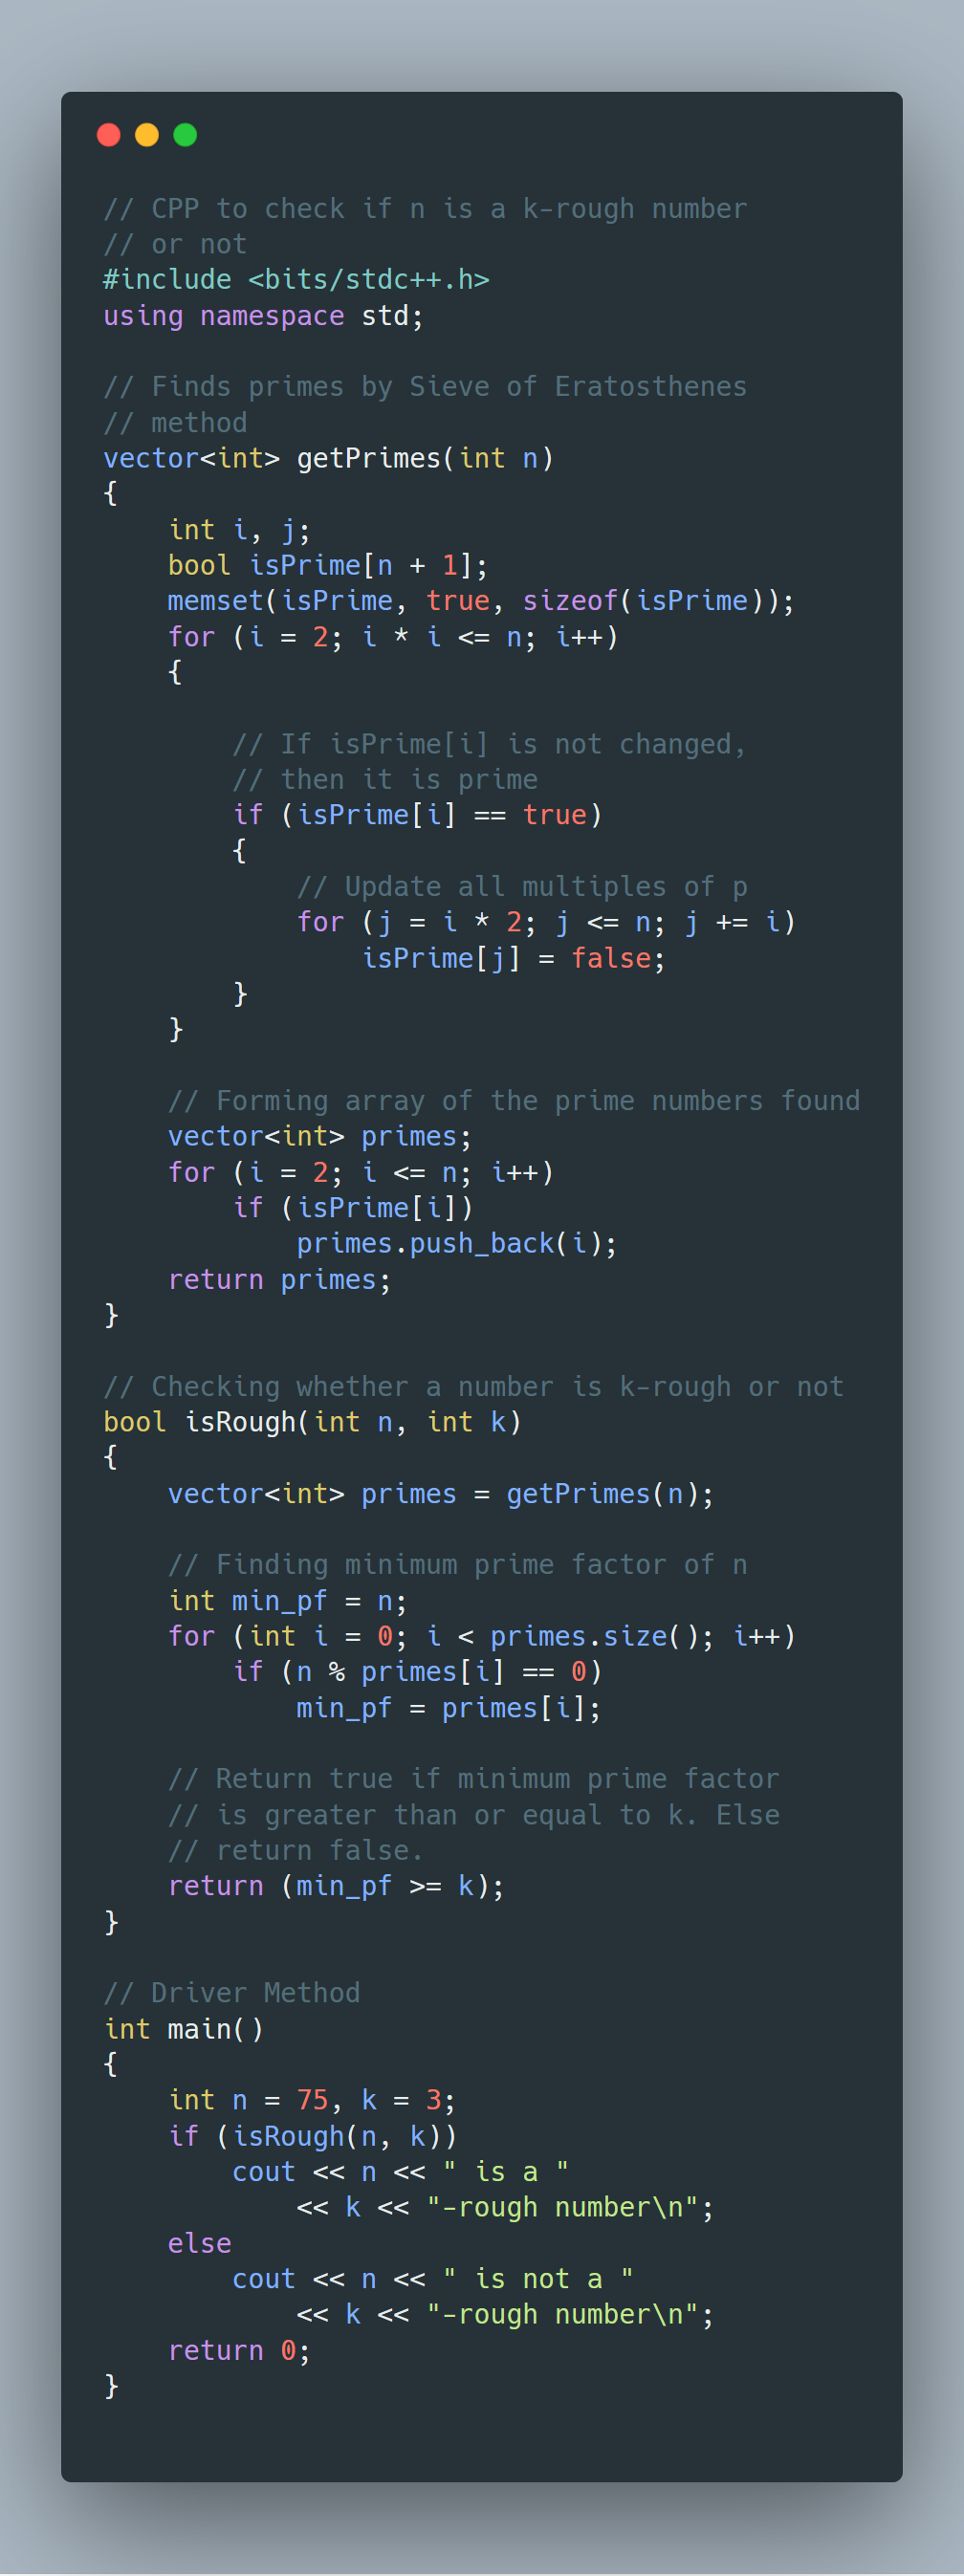 // CPP to check if n is a k-rough number
// or not
#include <bits/stdc++.h>
using namespace std;

// Finds primes by Sieve of Eratosthenes
// method
vector<int> getPrimes(int n)
{
    int i, j;
    bool isPrime[n + 1];
    memset(isPrime, true, sizeof(isPrime));
    for (i = 2; i * i <= n; i++)
    {

        // If isPrime[i] is not changed,
        // then it is prime
        if (isPrime[i] == true)
        {
            // Update all multiples of p
            for (j = i * 2; j <= n; j += i)
                isPrime[j] = false;
        }
    }

    // Forming array of the prime numbers found
    vector<int> primes;
    for (i = 2; i <= n; i++)
        if (isPrime[i])
            primes.push_back(i);
    return primes;
}

// Checking whether a number is k-rough or not
bool isRough(int n, int k)
{
    vector<int> primes = getPrimes(n);

    // Finding minimum prime factor of n
    int min_pf = n;
    for (int i = 0; i < primes.size(); i++)
        if (n % primes[i] == 0)
            min_pf = primes[i];

    // Return true if minimum prime factor
    // is greater than or equal to k. Else
    // return false.
    return (min_pf >= k);
}

// Driver Method
int main()
{
    int n = 75, k = 3;
    if (isRough(n, k))
        cout << n << " is a "
            << k << "-rough number\n";
    else
        cout << n << " is not a "
            << k << "-rough number\n";
    return 0;
}